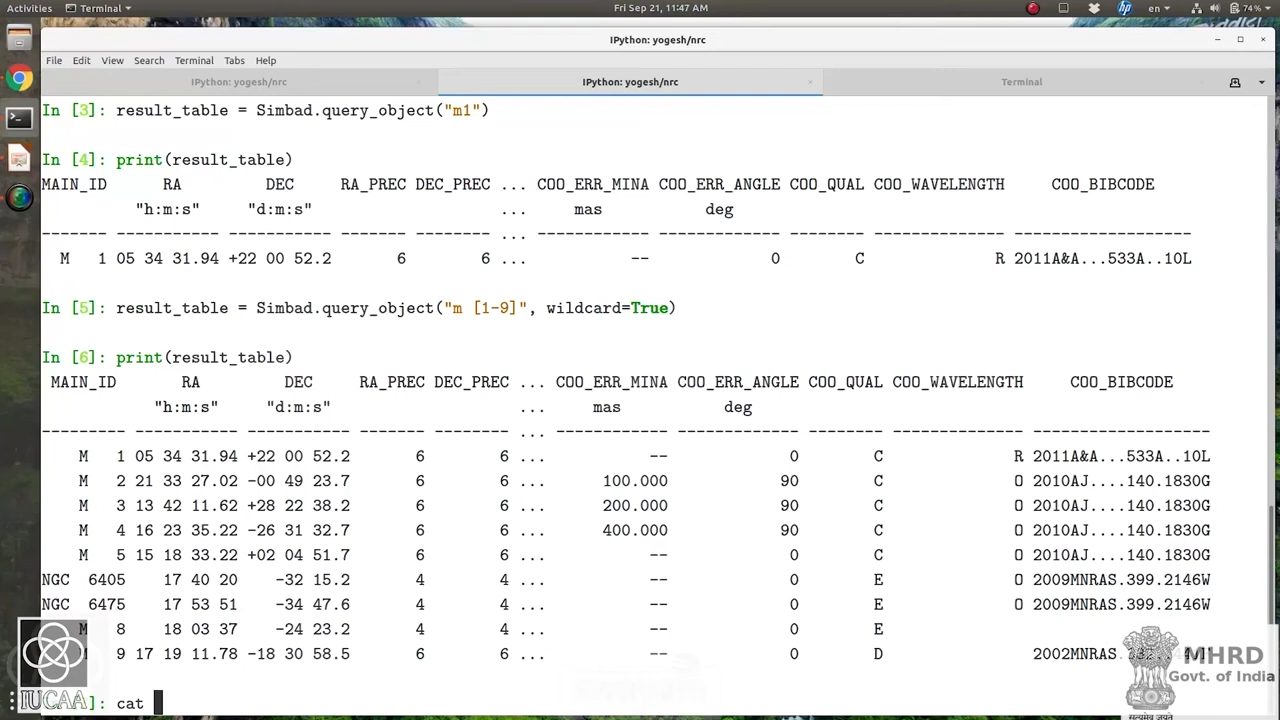 Activities Terminal Fri Sep 21, 11:47 AM en 74%
IPython: yogesh/nrc
File Edit View Search Terminal Tabs Help
IPython: yogesh/nrc IPython: yogesh/nrc Terminal
In [3]: result_table = Simbad.query_object("m1")
In [4]: print(result_table)
MAIN_ID RA DEC RA_PREC DEC_PREC ... COO_ERR_MINA COO_ERR_ANGLE COO_QUAL COO_WAVELENGTH COO_BIBCODE
"h:m:s" "d:m:s" ... mas deg
------- ----------- ----------- ------- -------- ... ------------ ------------- -------- -------------- -------------------
M 1 05 34 31.94 +22 00 52.2 6 6 ... -- 0 C R 2011A&A...533A..10L
In [5]: result_table = Simbad.query_object("m [1-9]", wildcard=True)
In [6]: print(result_table)
MAIN_ID RA DEC RA_PREC DEC_PREC ... COO_ERR_MINA COO_ERR_ANGLE COO_QUAL COO_WAVELENGTH COO_BIBCODE
"h:m:s" "d:m:s" ... mas deg
--------- ----------- ----------- ------- -------- ... ------------ ------------- -------- -------------- -------------------
M 1 05 34 31.94 +22 00 52.2 6 6 ... -- 0 C R 2011A&A...533A..10L
M 2 21 33 27.02 -00 49 23.7 6 6 ... 100.000 90 C O 2010AJ....140.1830G
M 3 13 42 11.62 +28 22 38.2 6 6 ... 200.000 90 C O 2010AJ....140.1830G
M 4 16 23 35.22 -26 31 32.7 6 6 ... 400.000 90 C O 2010AJ....140.1830G
M 5 15 18 33.22 +02 04 51.7 6 6 ... -- 0 C O 2010AJ....140.1830G
NGC 6405 17 40 20 -32 15.2 4 4 ... -- 0 E O 2009MNRAS.399.2146W
NGC 6475 17 53 51 -34 47.6 4 4 ... -- 0 E O 2009MNRAS.399.2146W
M 8 18 03 37 -24 23.2 4 4 ... -- 0 E
9 17 19 11.78 -18 30 58.5 6 6 ... -- 0 D 2002MNRAS.
]: cat
IUCAA
MHRD
Govt. of India
सत्यमेव जयते